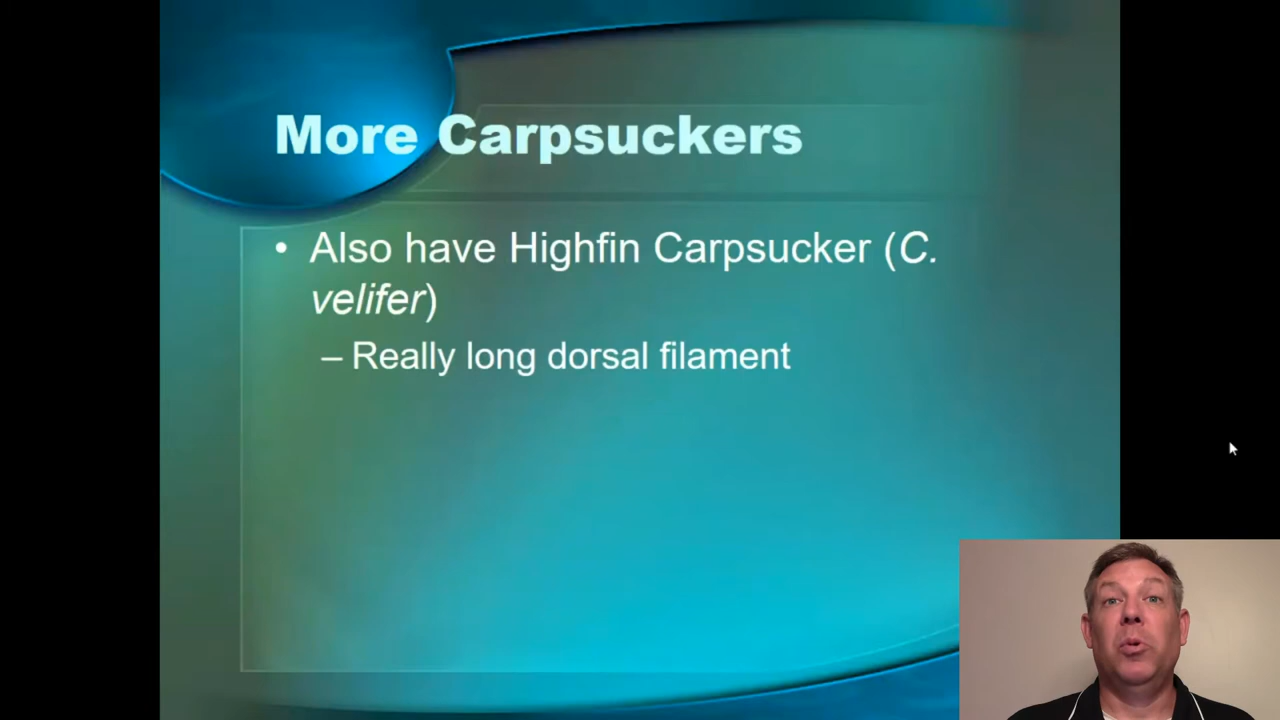 More Carpsuckers
• Also have Highfin Carpsucker (C.
velifer)
– Really long dorsal filament